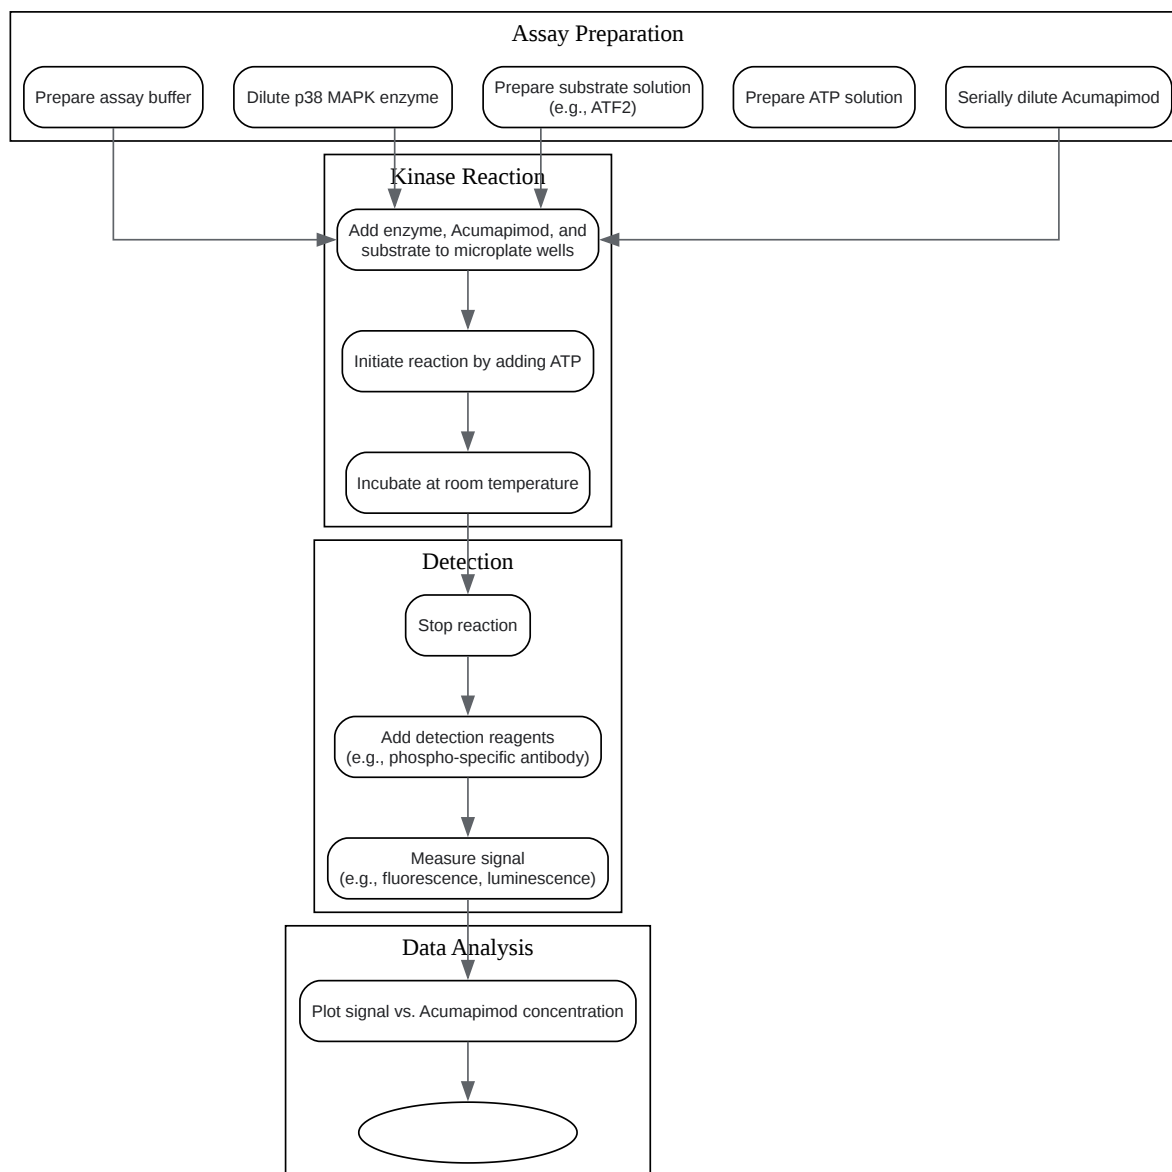 Assay Preparation
Prepare assay buffer
Dilute p38 MAPK enzyme
Prepare substrate solution
(e.g., ATF2)
Prepare ATP solution
Serially dilute Acumapimod
Kinase Reaction
Add enzyme, Acumapimod, and
substrate to microplate wells
Initiate reaction by adding ATP
Incubate at room temperature
Detection
Stop reaction
Add detection reagents
(e.g., phospho-specific antibody)
Measure signal
(e.g., fluorescence, luminescence)
Data Analysis
Plot signal vs. Acumapimod concentration